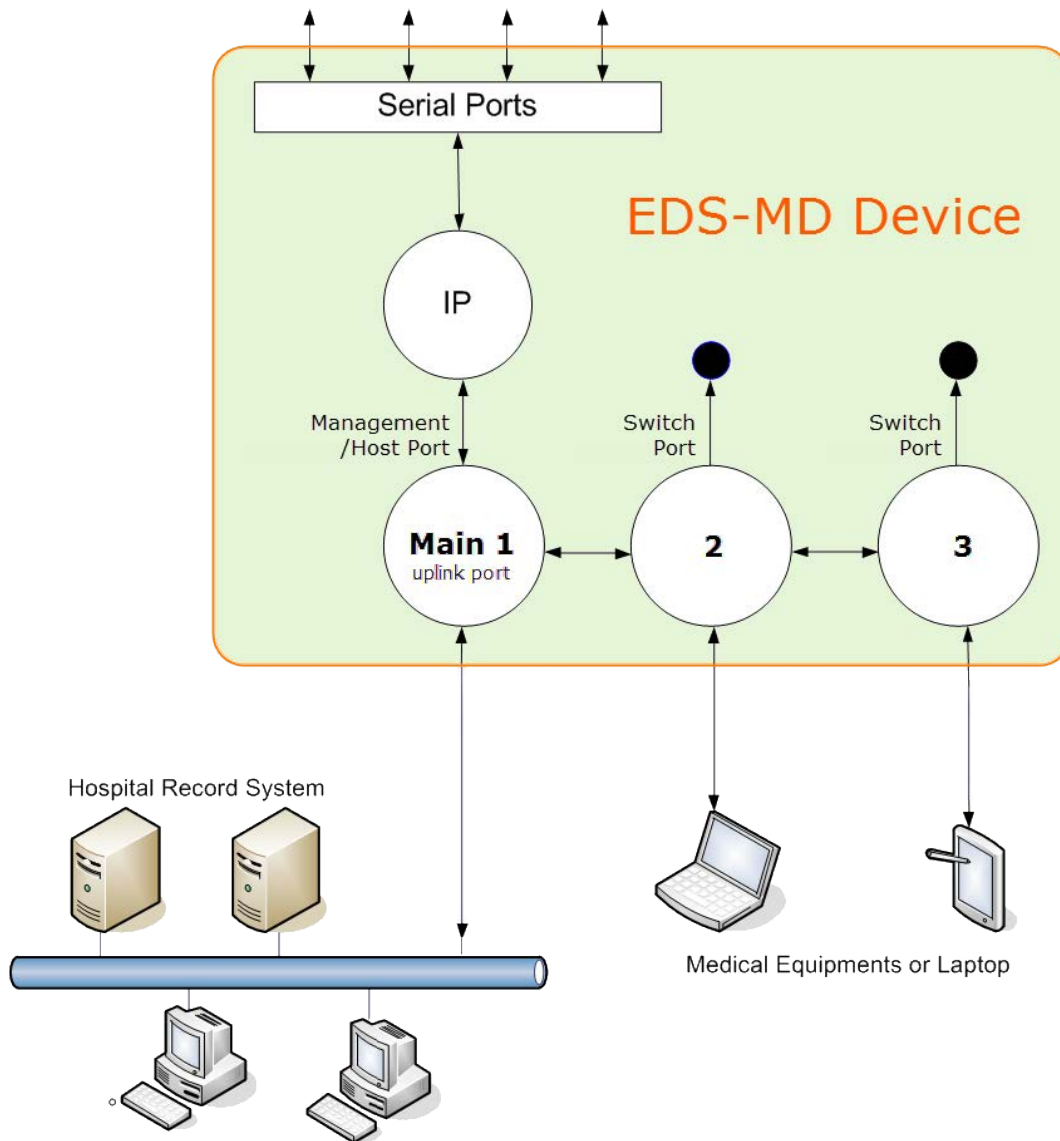 Serial Ports
EDS-MD Device
IP
Management
/Host Port
Switch
Port
Switch
Port
Main 1
uplink port
2
3
Hospital Record System
Medical Equipments or Laptop